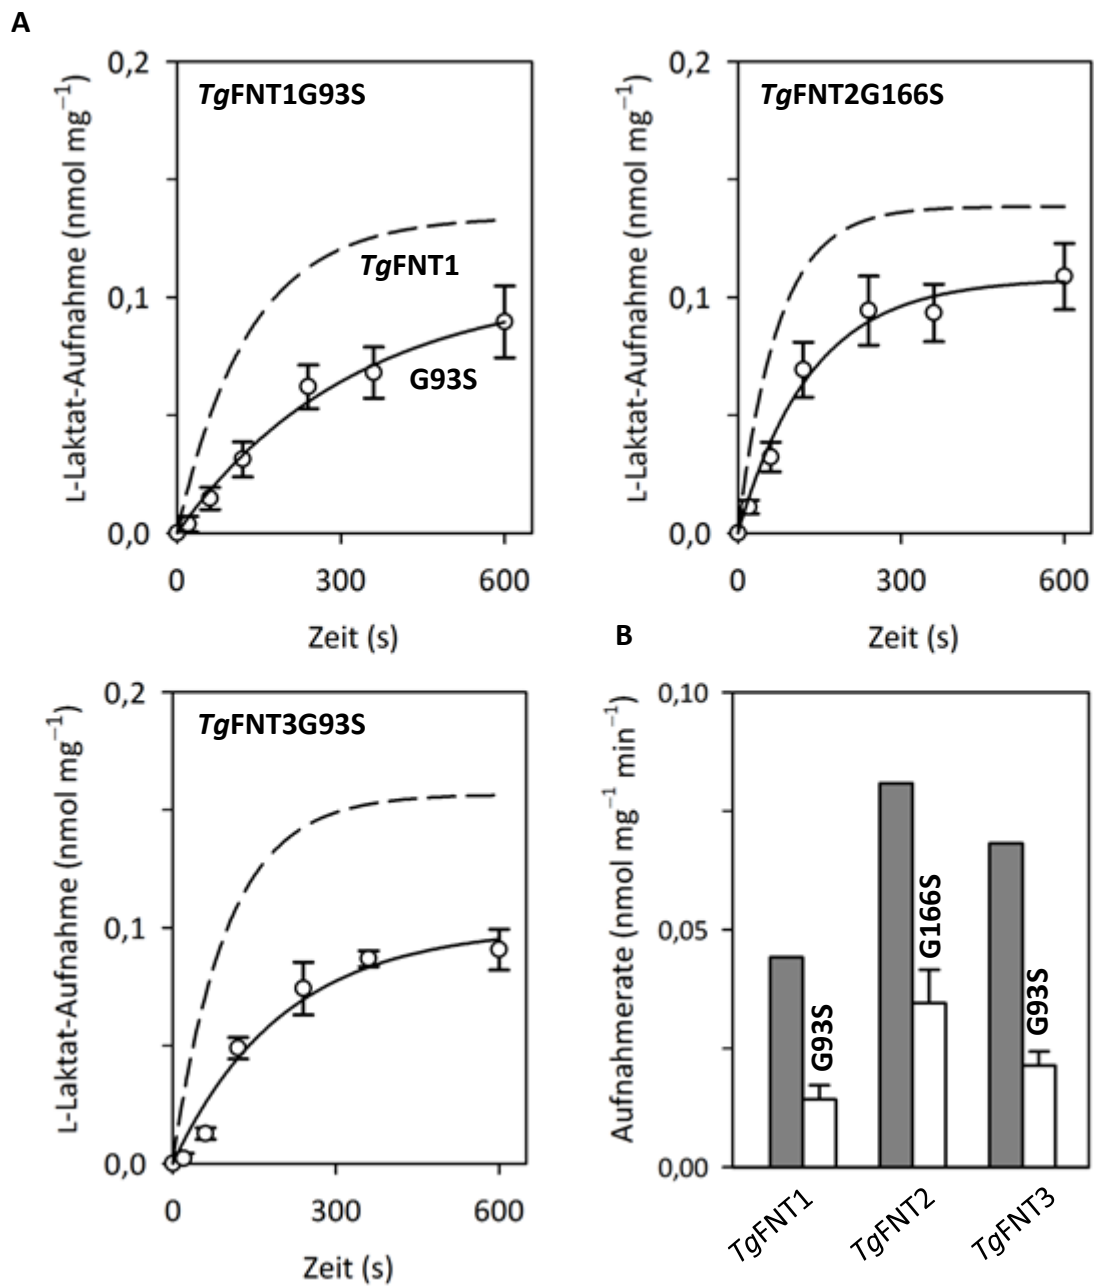 A
TgFNT1G93S
L-Laktat-Aufnahme (nmol mg⁻¹)
0,2
0,1
0,0
TgFNT1
G93S
0
300
600
Zeit (s)
TgFNT2G166S
L-Laktat-Aufnahme (nmol mg⁻¹)
0,2
0,1
0,0
0
300
600
Zeit (s)
TgFNT3G93S
L-Laktat-Aufnahme (nmol mg⁻¹)
0,2
0,1
0,0
0
300
600
Zeit (s)
B
Aufnahmerate (nmol mg⁻¹ min⁻¹)
0,10
0,05
0,00
G93S
G166S
G93S
TgFNT1
TgFNT2
TgFNT3